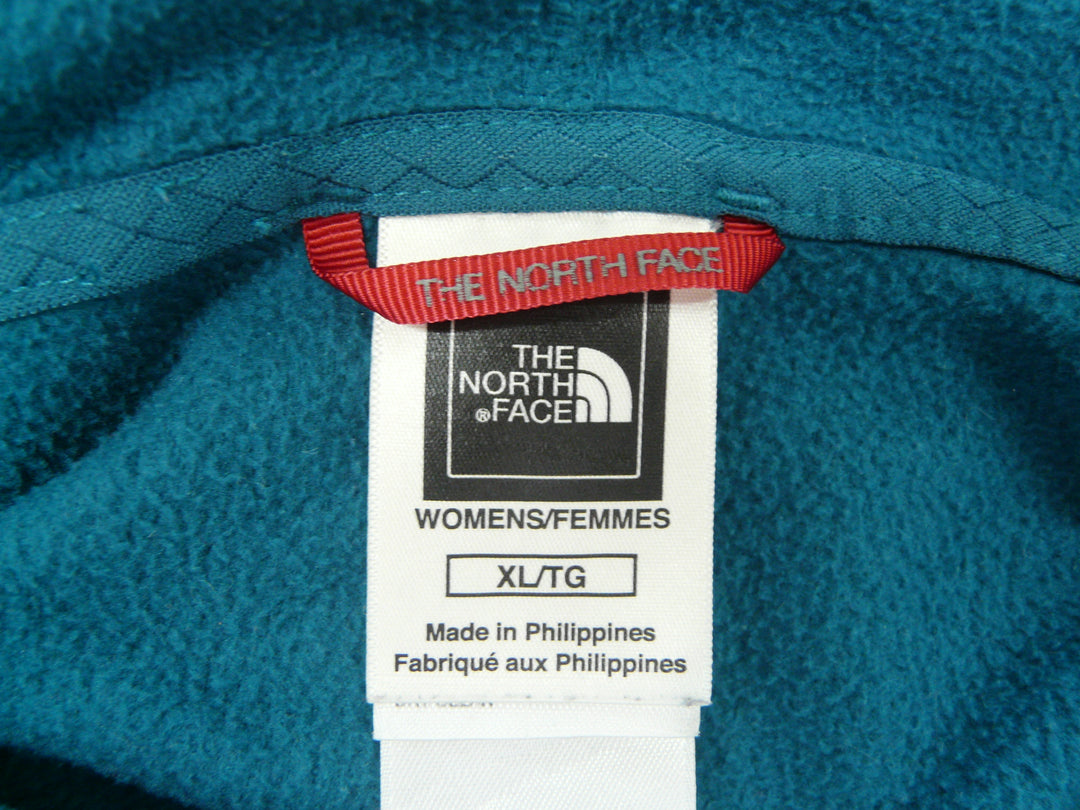 THE NORTH FACE
THE
NORTH
®FACE
WOMENS/FEMMES
XL/TG
Made in Philippines
Fabriqué aux Philippines